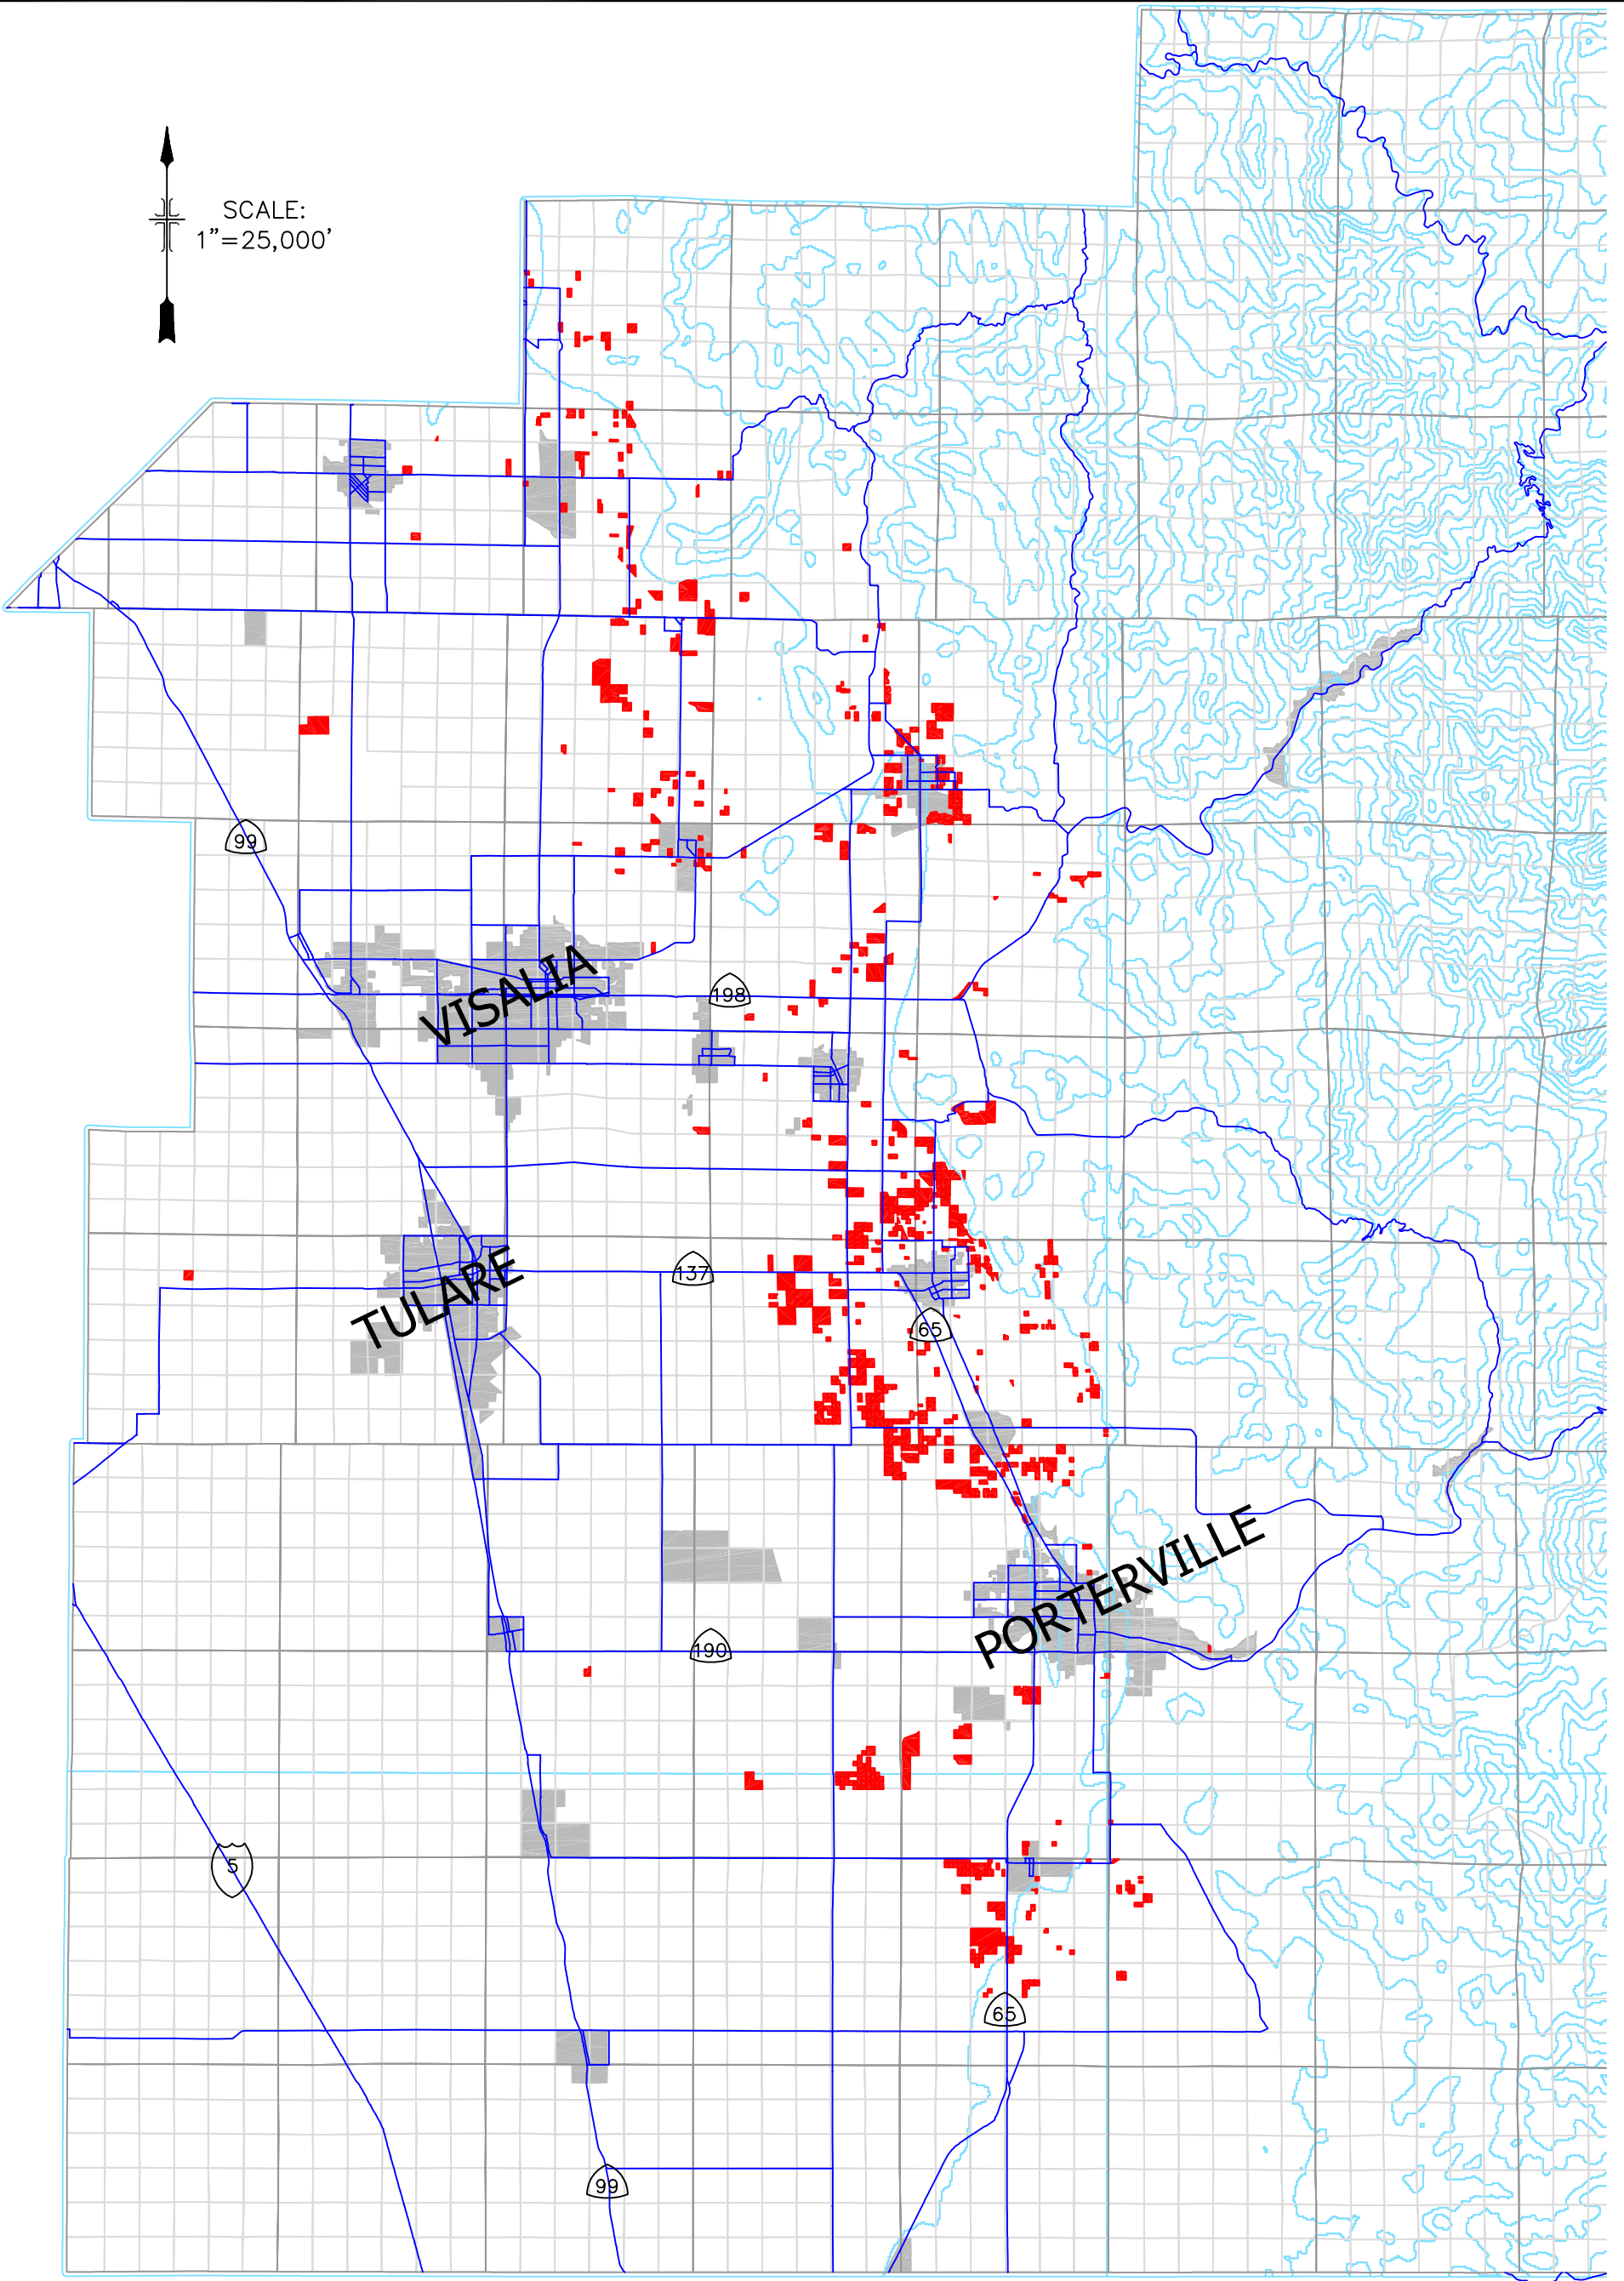 SCALE:
1"=25,000'
99
VISALIA
198
TULARE
137
65
PORTERVILLE
190
5
65
99